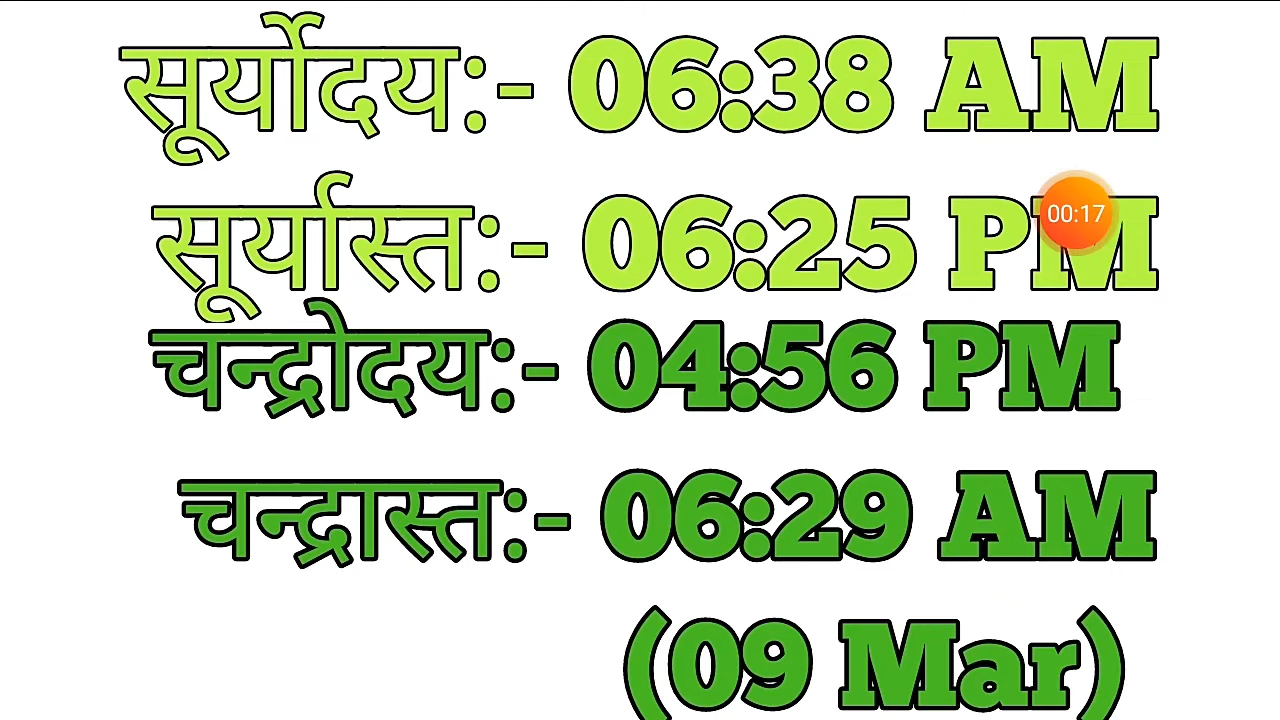 सूर्योदय:- 06:38 AM
सूर्यास्त:- 06:25 PM
00:17
चन्द्रोदय:- 04:56 PM
चन्द्रास्त:- 06:29 AM
(09 Mar)